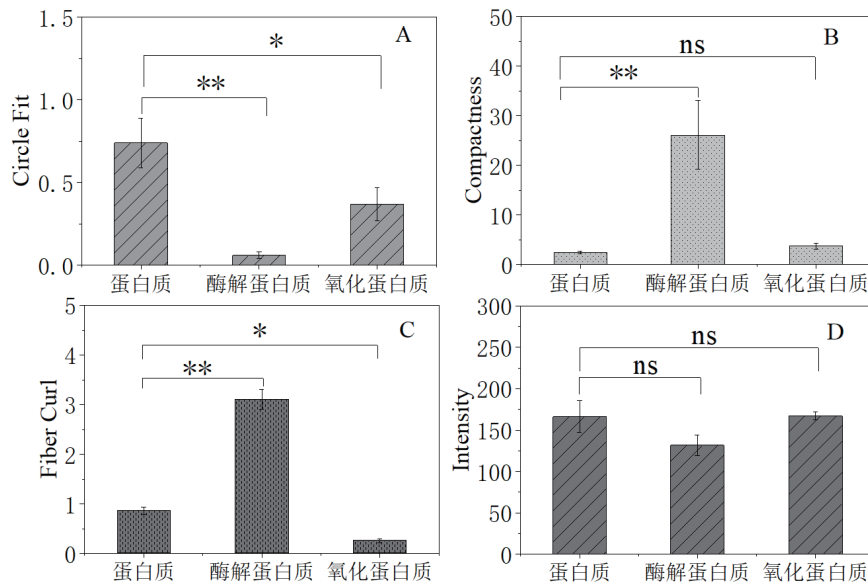 A
Circle Fit
1.5
1.0
0.5
0.0
*
**
蛋白质 酶解蛋白质 氧化蛋白质
B
Compactness
50
40
30
20
10
0
ns
**
蛋白质 酶解蛋白质 氧化蛋白质
C
Fiber Curl
5
4
3
2
1
0
*
**
蛋白质 酶解蛋白质 氧化蛋白质
D
Intensity
300
250
200
150
100
50
0
ns
ns
蛋白质 酶解蛋白质 氧化蛋白质